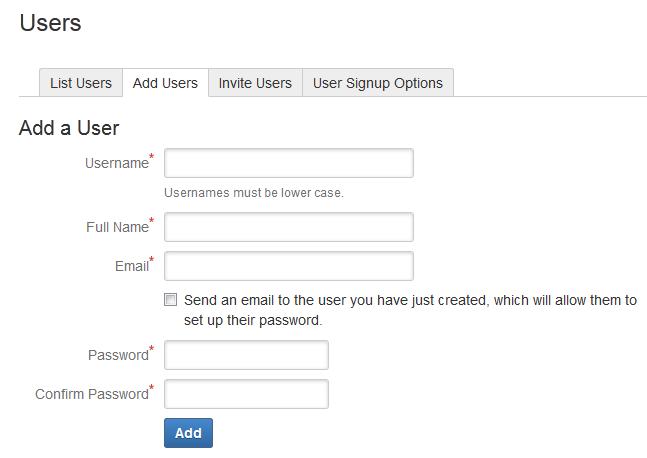 Users
List Users Add Users Invite Users User Signup Options
Add a User
Username*
Usernames must be lower case.
Full Name*
Email*
Send an email to the user you have just created, which will allow them to
set up their password.
Password*
Confirm Password*
Add